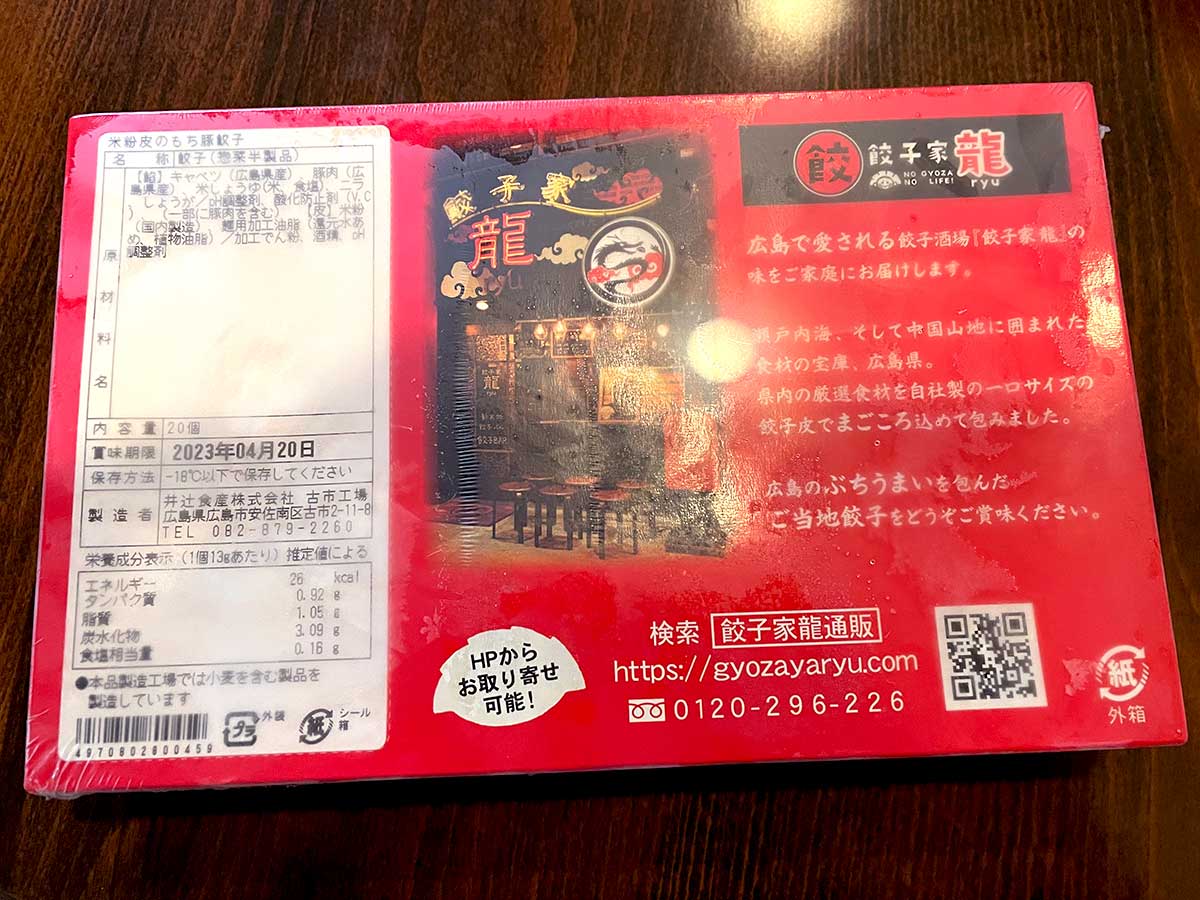 米粉皮のもち豚餃子
名 称 餃子(惣菜半製品)
原材料名
【餡】キャベツ(広島県産)、豚肉(広
島県産)、米しょうゆ(米、食塩)、ニラ、
しょうが/pH調整剤、酸化防止剤(V.C
)、(一部に豚肉を含む) 【皮】米粉
(国内製造)、麺用加工油脂(還元水あ
め、植物油脂)/加工でん粉、酒精、pH
調整剤
内容量 20個
賞味期限 2023年04月20日
保存方法 -18℃以下で保存してください
製造者 井辻食産株式会社 古市工場
広島県広島市安佐南区古市2-11-8
TEL 082-879-2260
栄養成分表示(1個13gあたり)推定値による
エネルギー 26 kcal
タンパク質 0.92 g
脂質 1.05 g
炭水化物 3.09 g
食塩相当量 0.16 g
●本品製造工場では小麦を含む製品を
製造しています
4970802800459
プラ 外装
紙 シール 箱
餃子家
龍
ryu
餃子家
龍
ryu
餃子BAR
餃 餃子家 龍
NO GYOZA
NO LIFE!
ryu
広島で愛される餃子酒場『餃子家龍』の
味をご家庭にお届けします。
瀬戸内海、そして中国山地に囲まれた
食材の宝庫、広島県。
県内の厳選食材を自社製の一口サイズの
餃子皮でまごころ込めて包みました。
広島のぶちうまいを包んだ
ご当地餃子をどうぞご賞味ください。
HPから
お取り寄せ
可能!
検索 餃子家龍通販
https://gyozayaryu.com
0120-296-226
紙
外箱